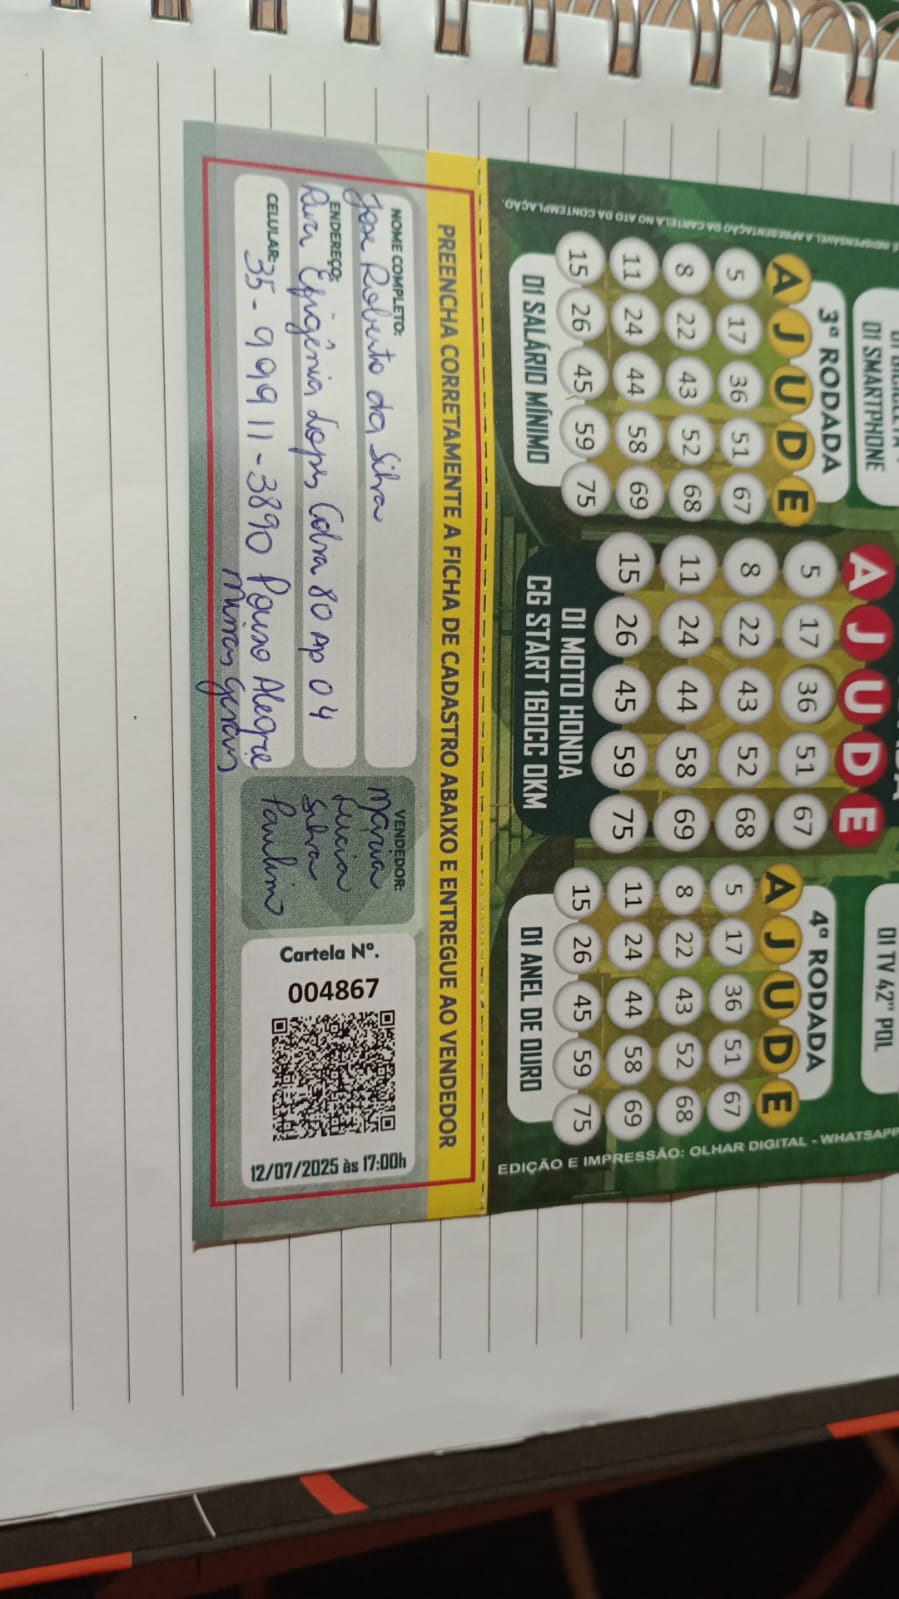 É INDISPENSÁVEL A APRESENTAÇÃO DA CARTELA NO ATO DA CONTEMPLAÇÃO.
01 SMARTPHONE
3ª RODADA
A J U D E
5 17 36 51 67
8 22 43 52 68
11 24 44 58 69
15 26 45 59 75
01 SALÁRIO MÍNIMO
A J U D E
5 17 36 51 67
8 22 43 52 68
11 24 44 58 69
15 26 45 59 75
01 MOTO HONDA
CG START 160CC 0KM
01 TV 42" POL
4ª RODADA
A J U D E
5 17 36 51 67
8 22 43 52 68
11 24 44 58 69
15 26 45 59 75
01 ANEL DE OURO
EDIÇÃO E IMPRESSÃO: OLHAR DIGITAL - WHATSAPP
PREENCHA CORRETAMENTE A FICHA DE CADASTRO ABAIXO E ENTREGUE AO VENDEDOR
NOME COMPLETO:
Jose Roberto da Silva
ENDEREÇO:
Rua Efigênia Lopes Cobra 80 Ap 04
CELULAR:
35-99911-3890 Pouso Alegre
Minas gerais
VENDEDOR:
Maria
Lucia
Silva
Paulino
Cartela Nº.
004867
12/07/2025 às 17:00h